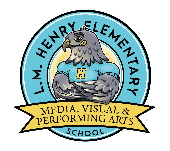 L.M. HENRY ELEMENTARY
H
MEDIA, VISUAL &
PERFORMING ARTS
SCHOOL